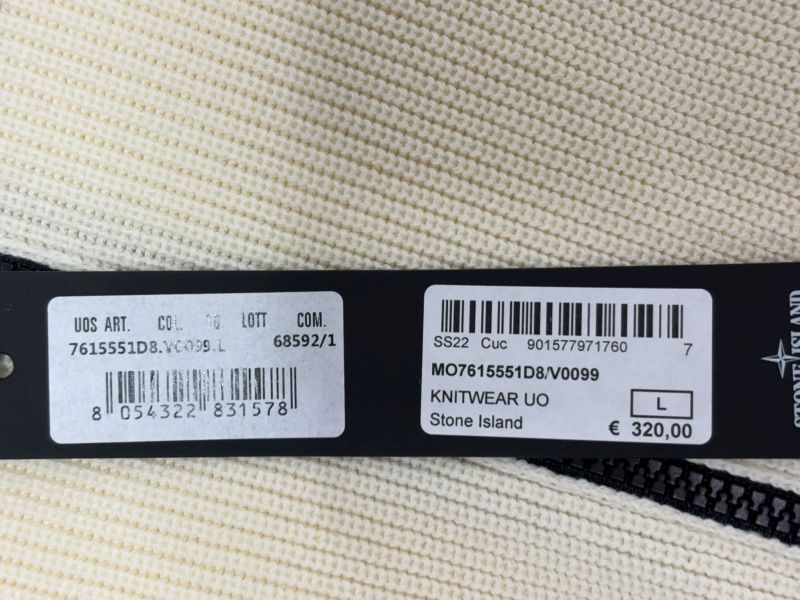 UOS ART. COL. TG LOTT COM.
7615551D8.V0099.L 68592/1
8 054322 831578
SS22 Cuc 901577971760 7
MO7615551D8/V0099
KNITWEAR UO
L
Stone Island
€ 320,00
STONE ISLAND